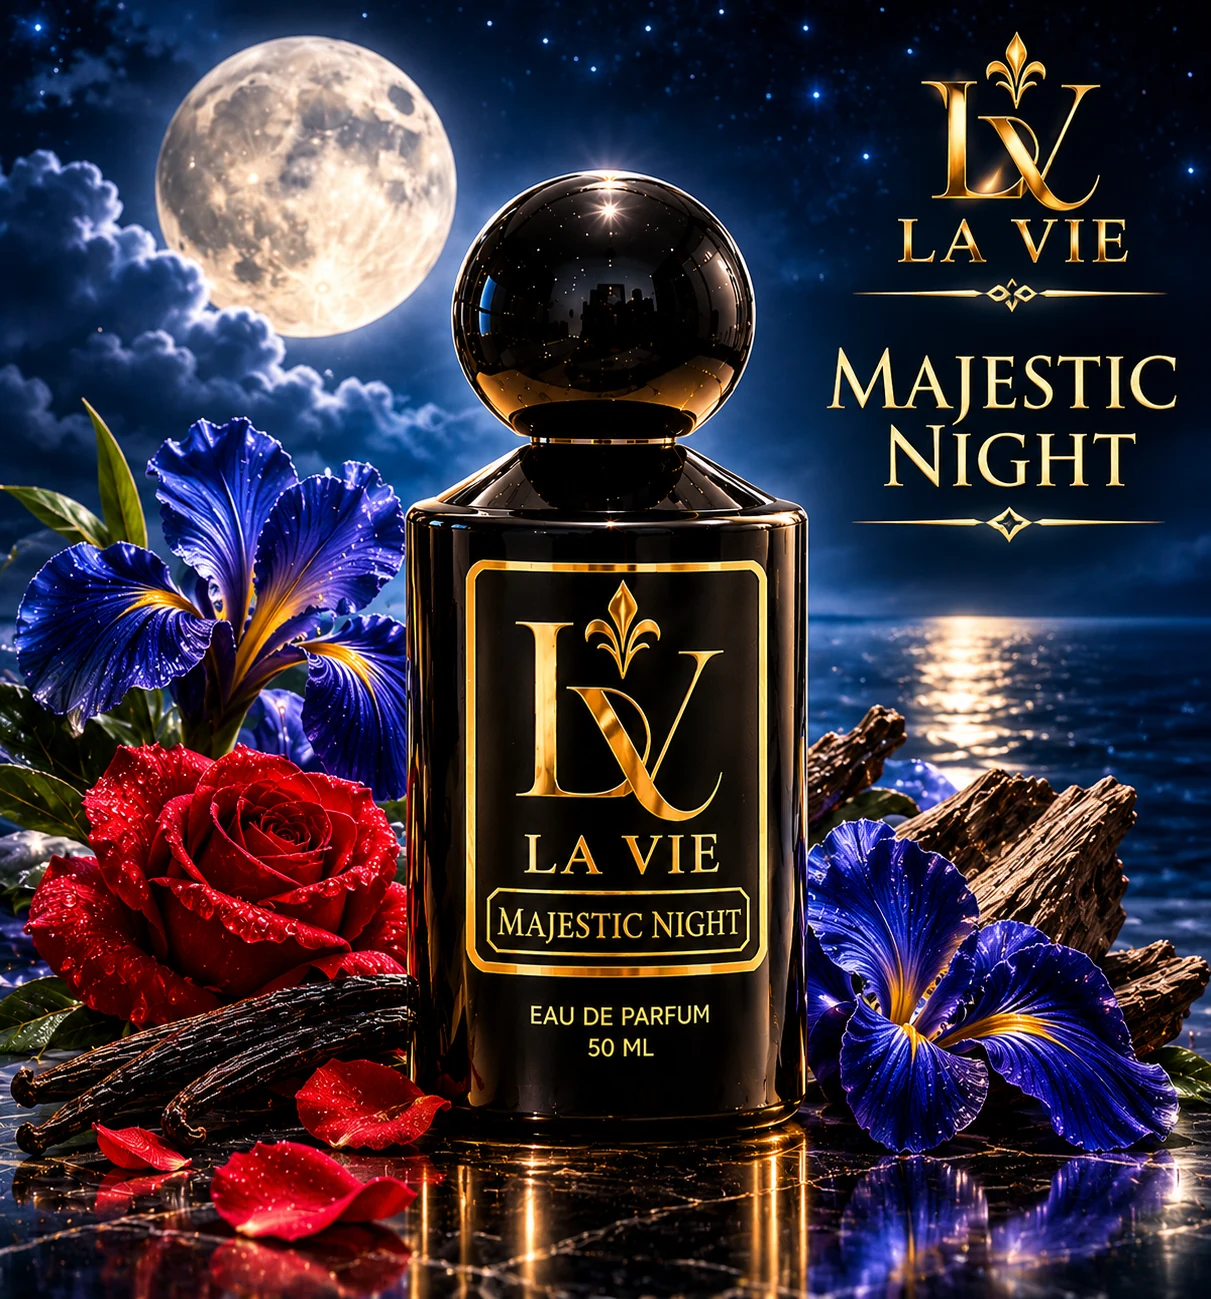 LV
LA VIE
MAJESTIC
NIGHT
LV
LA VIE
MAJESTIC NIGHT
EAU DE PARFUM
50 ML